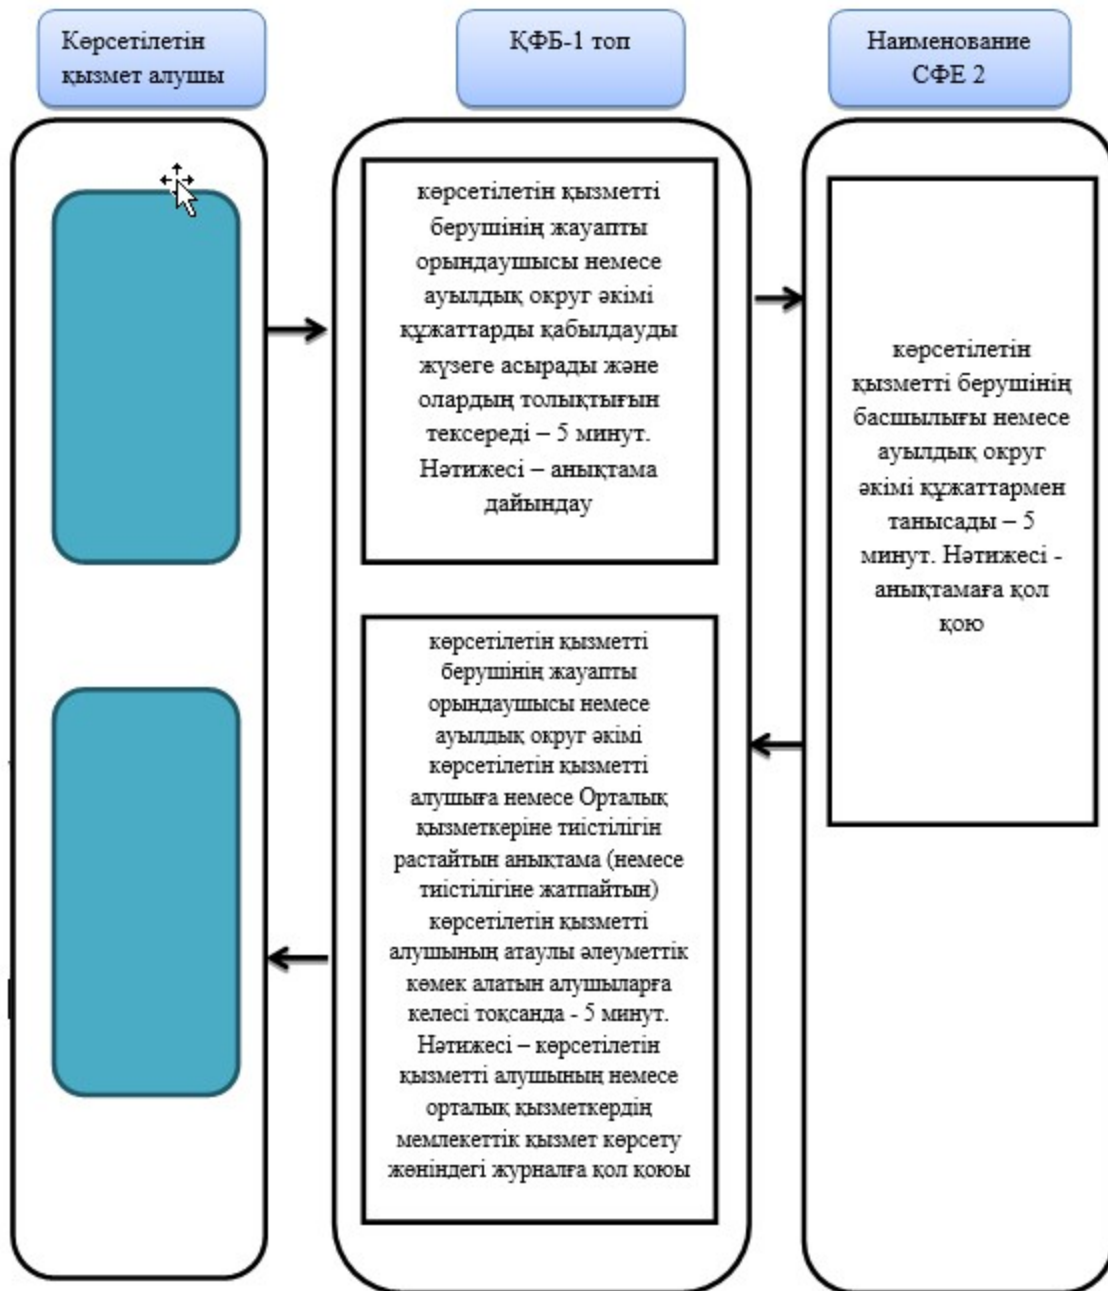 Көрсетілетін
қызмет алушы
ҚФБ-1 топ
Наименование
СФЕ 2
көрсетілетін қызметті
берушінің жауапты
орындаушысы немесе
ауылдық округ әкімі
құжаттарды қабылдауды
жүзеге асырады және
олардың толықтығын
тексереді – 5 минут.
Нәтижесі – анықтама
дайындау
көрсетілетін
қызметті берушінің
басшылығы немесе
ауылдық округ
әкімі құжаттармен
танысады – 5
минут. Нәтижесі -
анықтамаға қол
қою
көрсетілетін қызметті
берушінің жауапты
орындаушысы немесе
ауылдық округ әкімі
көрсетілетін қызметті
алушыға немесе Орталық
қызметкеріне тиістілігін
растайтын анықтама (немесе
тиістілігіне жатпайтын)
көрсетілетін қызметті
алушының атаулы әлеуметтік
көмек алатын алушыларға
келесі тоқсанда - 5 минут.
Нәтижесі – көрсетілетін
қызметті алушының немесе
орталық қызметкердің
мемлекеттік қызмет көрсету
жөніндегі журналға қол қоюы